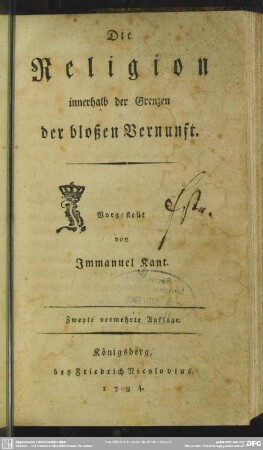 Die
Religion
innerhalb der Grenzen
der bloßen Vernunft.
Vorgestellt
von
Immanuel Kant.
Zweyte vermehrte Auflage.
Königsberg,
bey Friedrich Nicolovius,
1794.